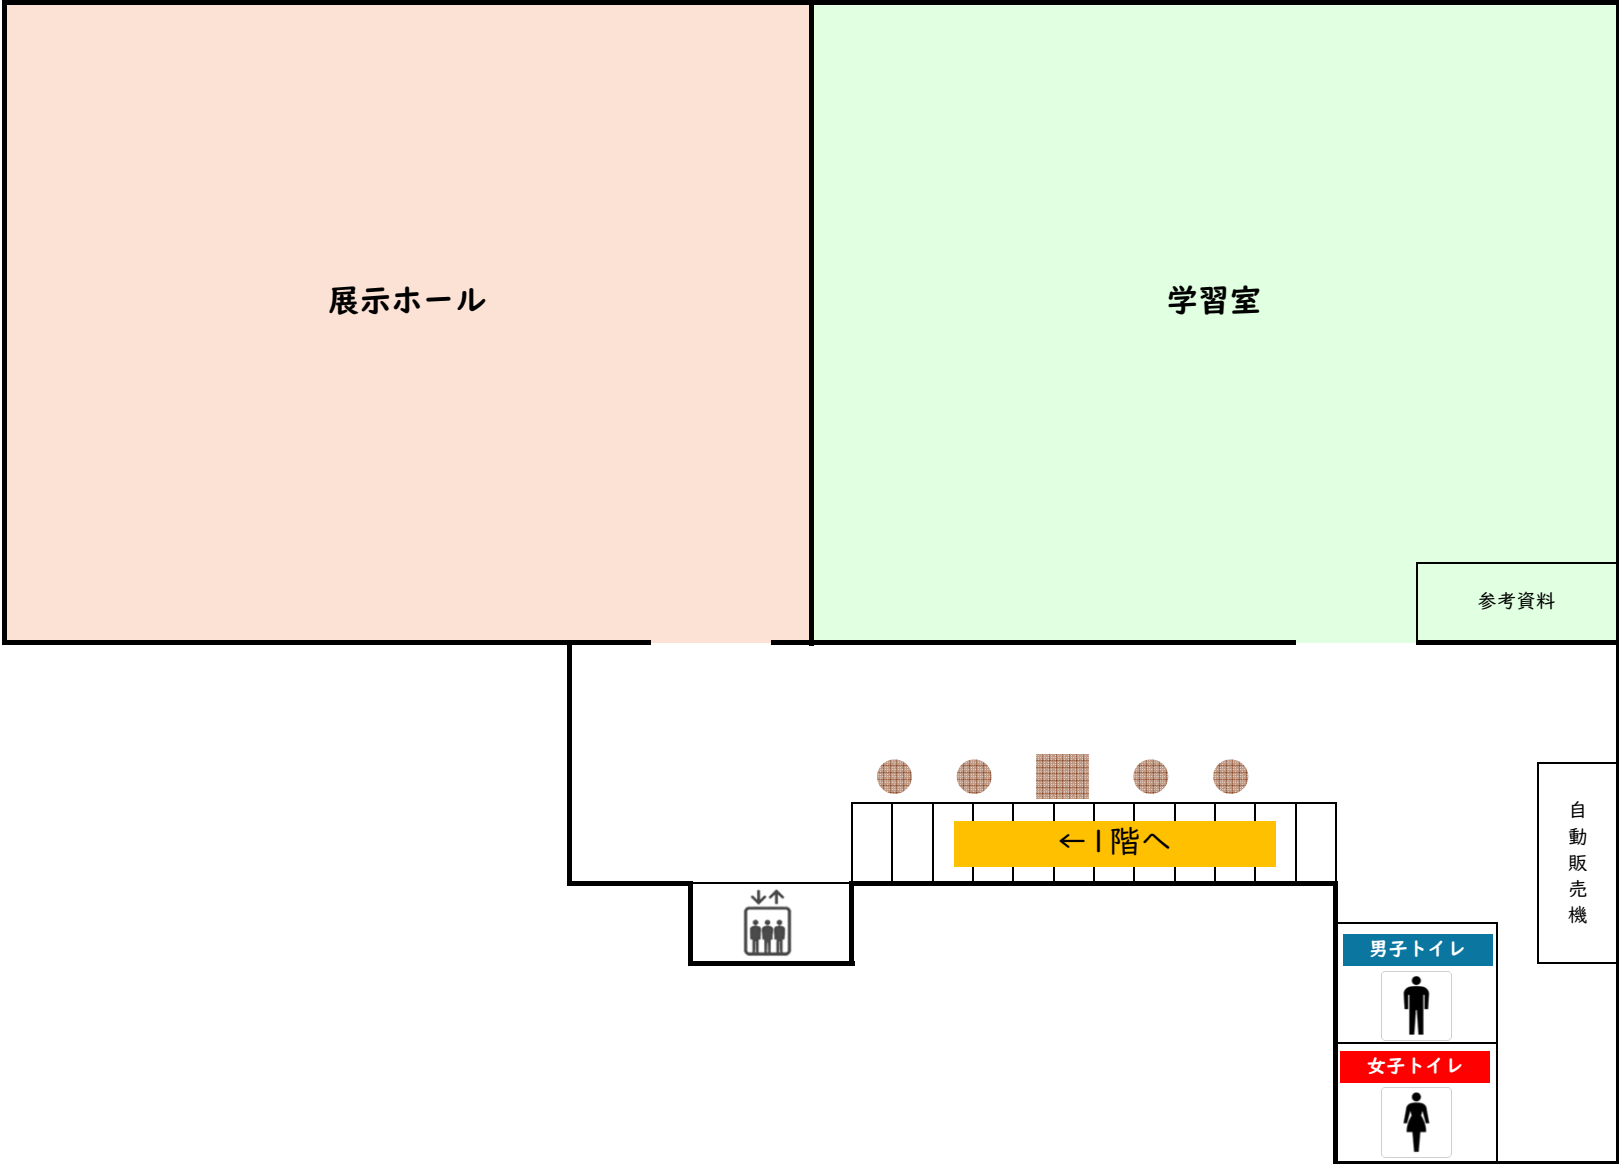 展示ホール
学習室
参考資料
←1階へ
自動販売機
男子トイレ
女子トイレ